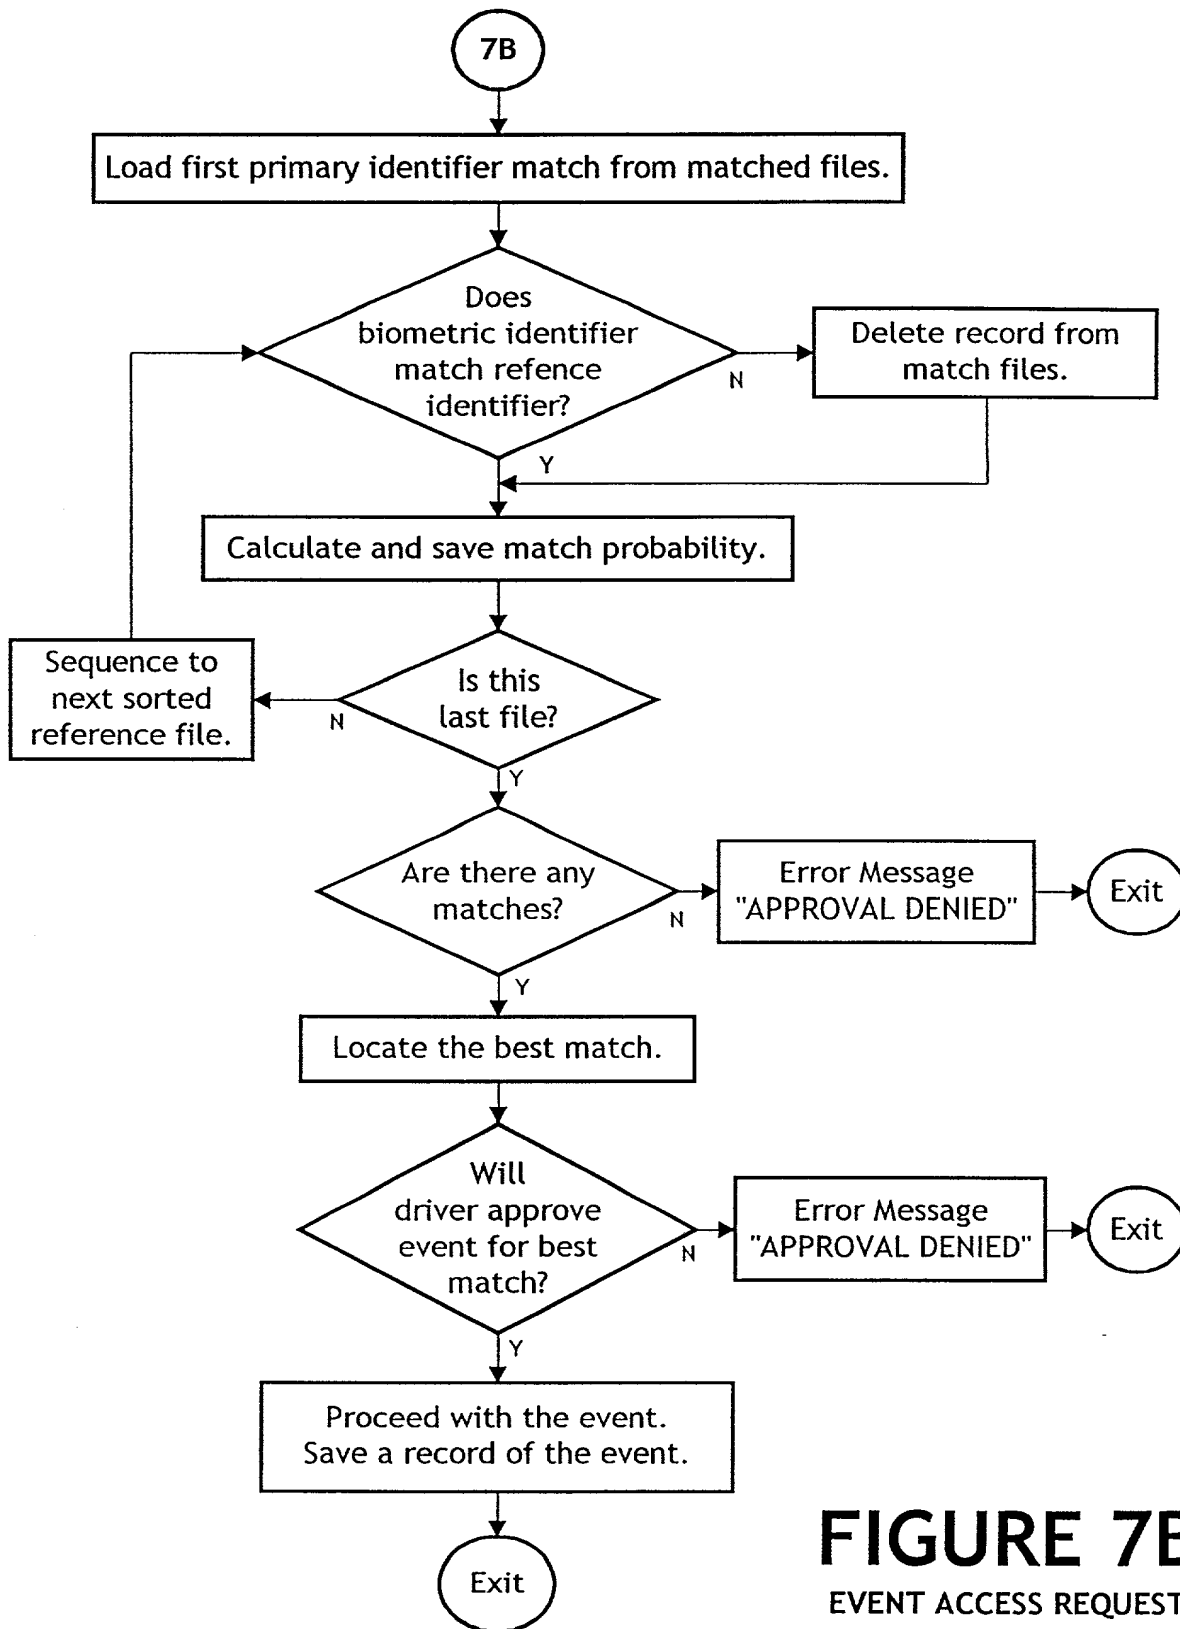 7B
Load first primary identifier match from matched files.
Does
biometric identifier
match refence
identifier?
N
Delete record from
match files.
Y
Calculate and save match probability.
Sequence to
next sorted
reference file.
N
Is this
last file?
Y
Are there any
matches?
N
Error Message
"APPROVAL DENIED"
Exit
Y
Locate the best match.
Will
driver approve
event for best
match?
N
Error Message
"APPROVAL DENIED"
Exit
Y
Proceed with the event.
Save a record of the event.
Exit
FIGURE 7B
EVENT ACCESS REQUEST